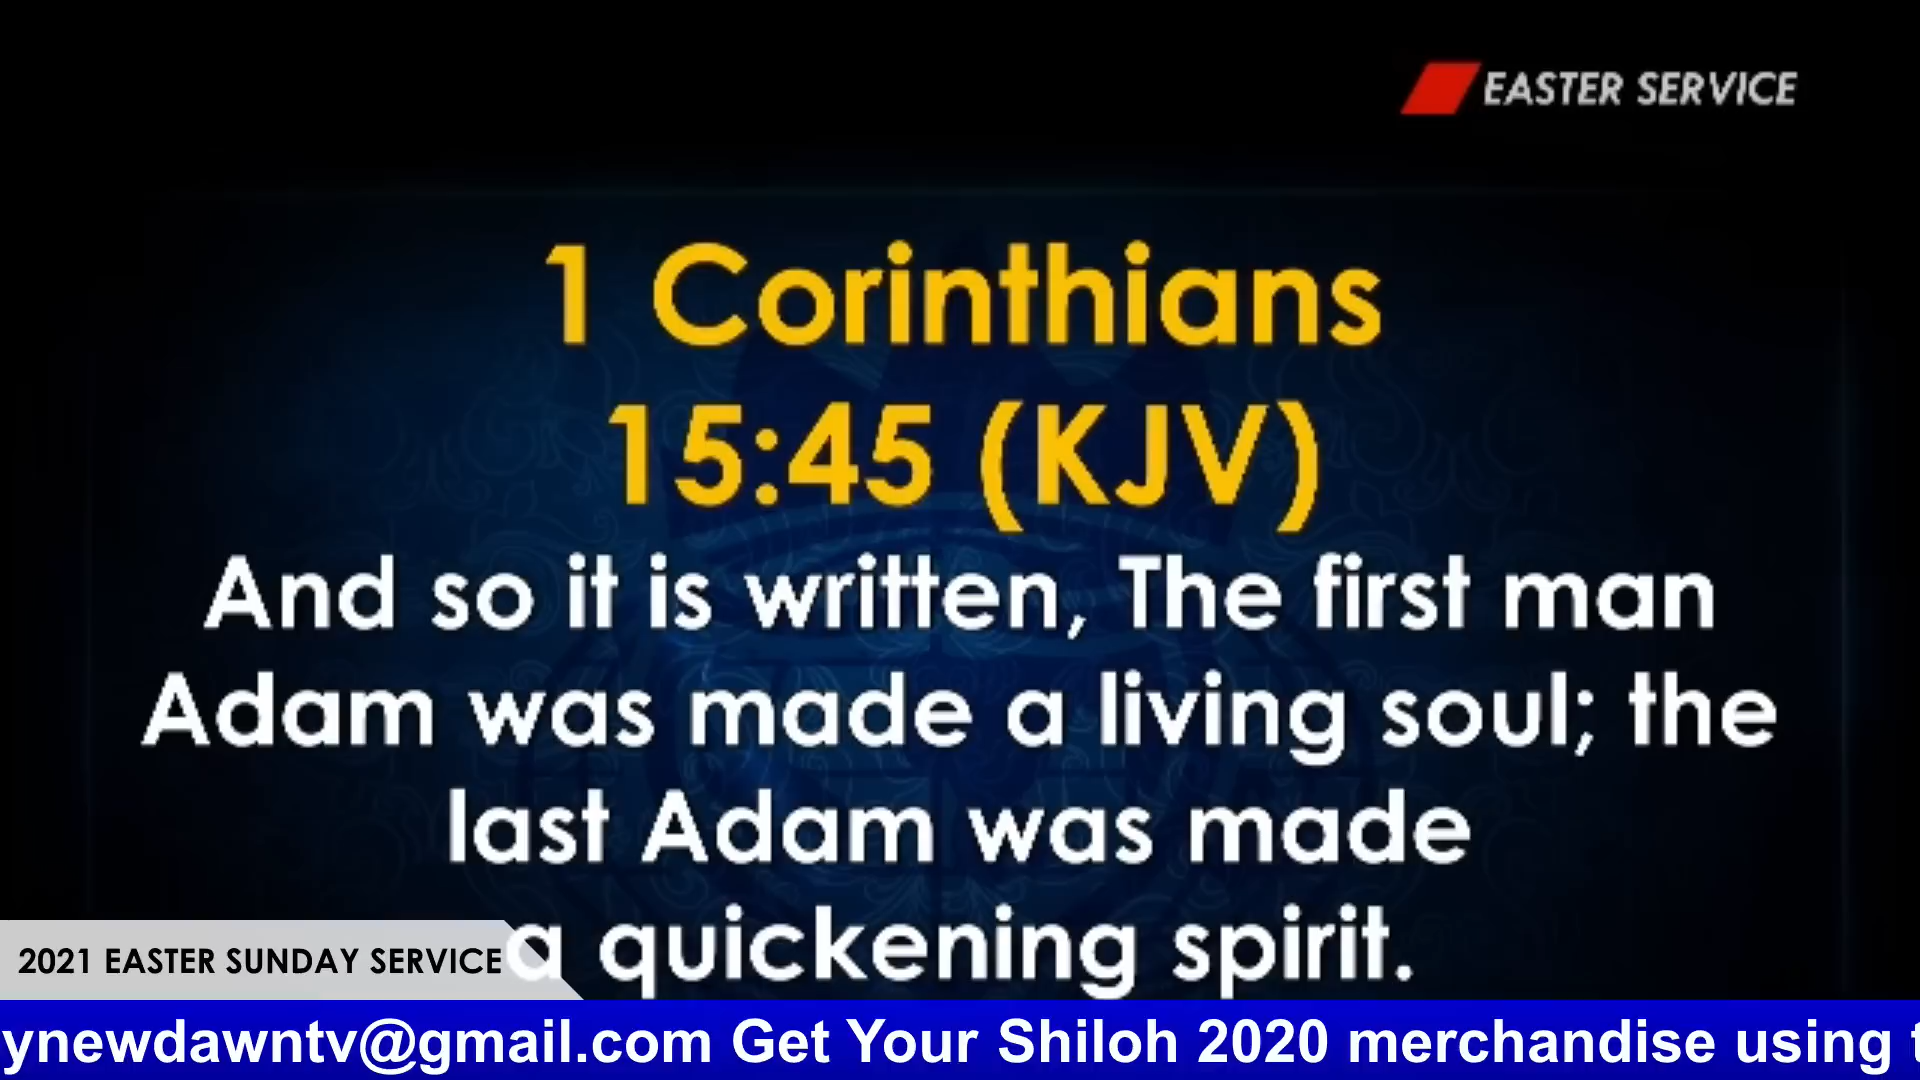 EASTER SERVICE
1 Corinthians
15:45 (KJV)
And so it is written, The first man
Adam was made a living soul; the
last Adam was made
a quickening spirit.
2021 EASTER SUNDAY SERVICE
ynewdawntv@gmail.com Get Your Shiloh 2020 merchandise using